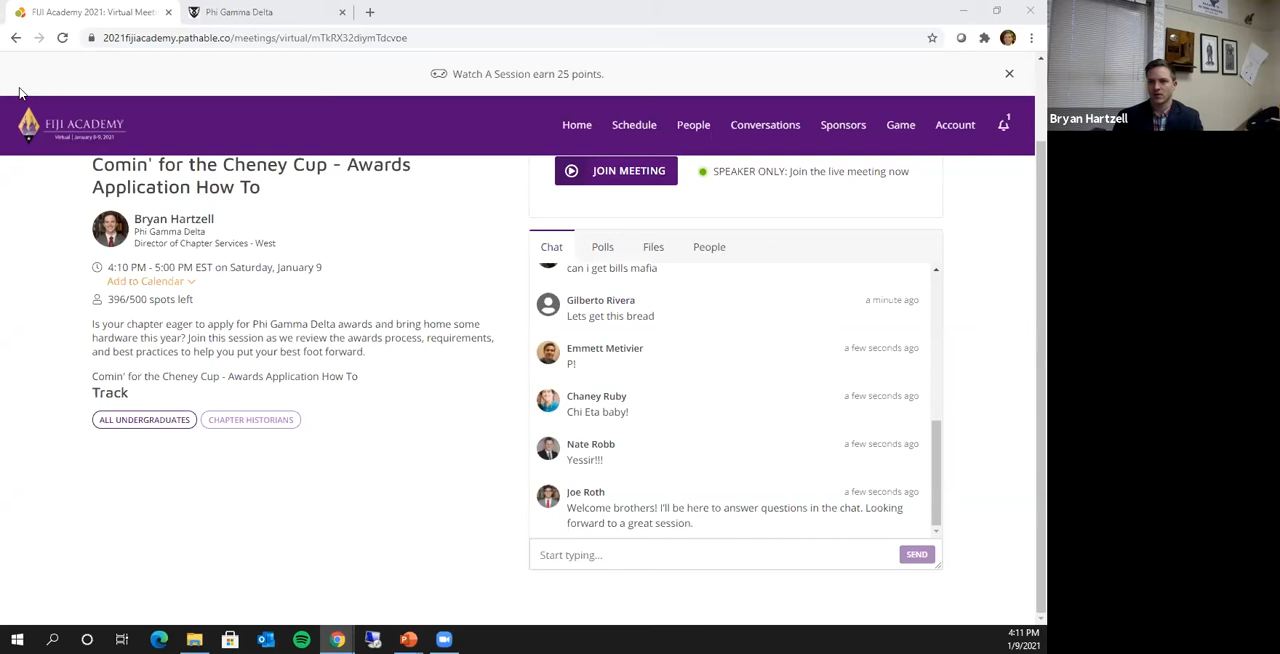 FIJI Academy 2021: Virtual Meet
Phi Gamma Delta
2021fijiacademy.pathable.co/meetings/virtual/mTkRX32diymTdcvoe
Watch A Session earn 25 points.
FIJI ACADEMY
Virtual | January 8-9, 2021
Home
Schedule
People
Conversations
Sponsors
Game
Account
1
Comin' for the Cheney Cup - Awards
Application How To
Bryan Hartzell
Phi Gamma Delta
Director of Chapter Services - West
4:10 PM - 5:00 PM EST on Saturday, January 9
Add to Calendar
396/500 spots left
Is your chapter eager to apply for Phi Gamma Delta awards and bring home some
hardware this year? Join this session as we review the awards process, requirements,
and best practices to help you put your best foot forward.
Comin' for the Cheney Cup - Awards Application How To
Track
ALL UNDERGRADUATES
CHAPTER HISTORIANS
JOIN MEETING
SPEAKER ONLY: Join the live meeting now
Chat
Polls
Files
People
can i get bills mafia
Gilberto Rivera
a minute ago
Lets get this bread
Emmett Metivier
a few seconds ago
P!
Chaney Ruby
a few seconds ago
Chi Eta baby!
Nate Robb
a few seconds ago
Yessir!!!
Joe Roth
a few seconds ago
Welcome brothers! I'll be here to answer questions in the chat. Looking
forward to a great session.
Start typing...
SEND
Bryan Hartzell
4:11 PM
1/9/2021